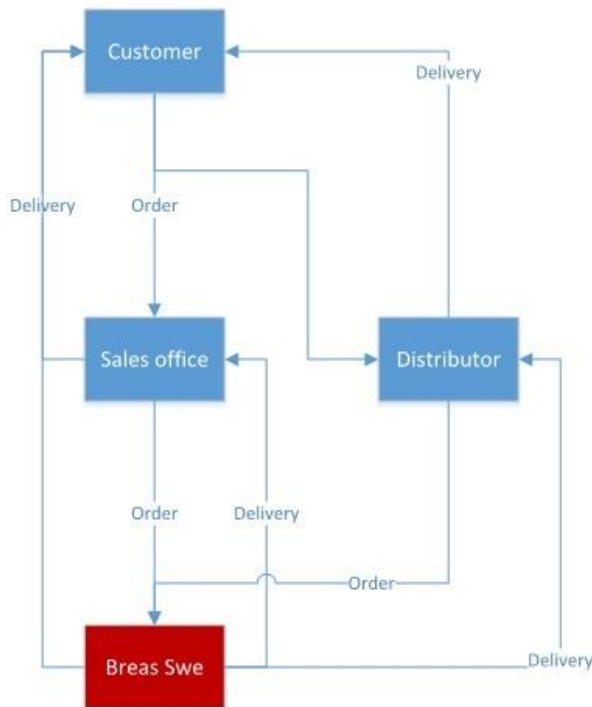 Customer
Delivery
Delivery
Order
Sales office
Distributor
Order
Delivery
Order
Breas Swe
Delivery